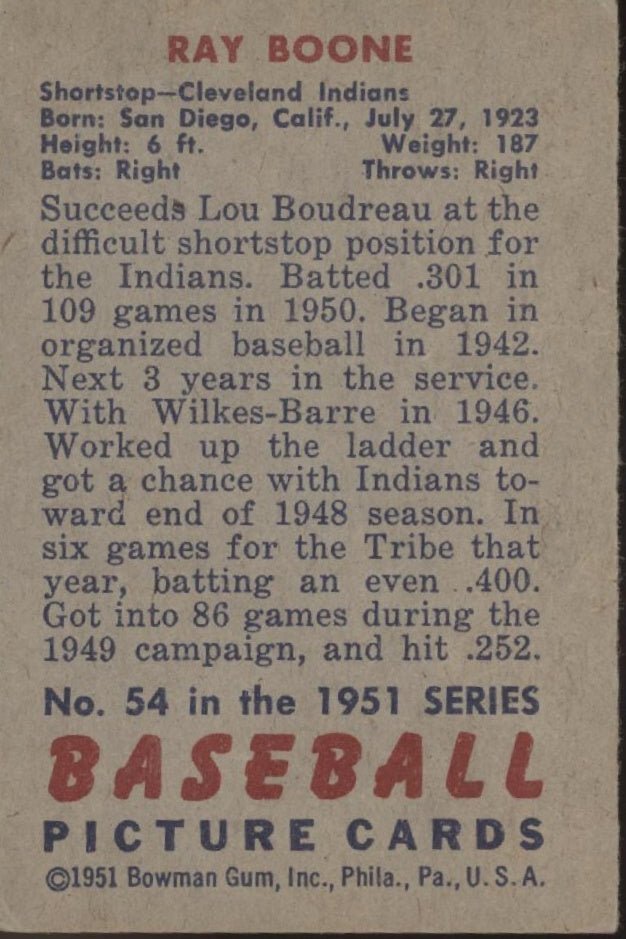 RAY BOONE
Shortstop—Cleveland Indians
Born: San Diego, Calif., July 27, 1923
Height: 6 ft. Weight: 187
Bats: Right Throws: Right
Succeeds Lou Boudreau at the
difficult shortstop position for
the Indians. Batted .301 in
109 games in 1950. Began in
organized baseball in 1942.
Next 3 years in the service.
With Wilkes-Barre in 1946.
Worked up the ladder and
got a chance with Indians to-
ward end of 1948 season. In
six games for the Tribe that
year, batting an even .400.
Got into 86 games during the
1949 campaign, and hit .252.
No. 54 in the 1951 SERIES
BASEBALL
PICTURE CARDS
©1951 Bowman Gum, Inc., Phila., Pa., U.S.A.